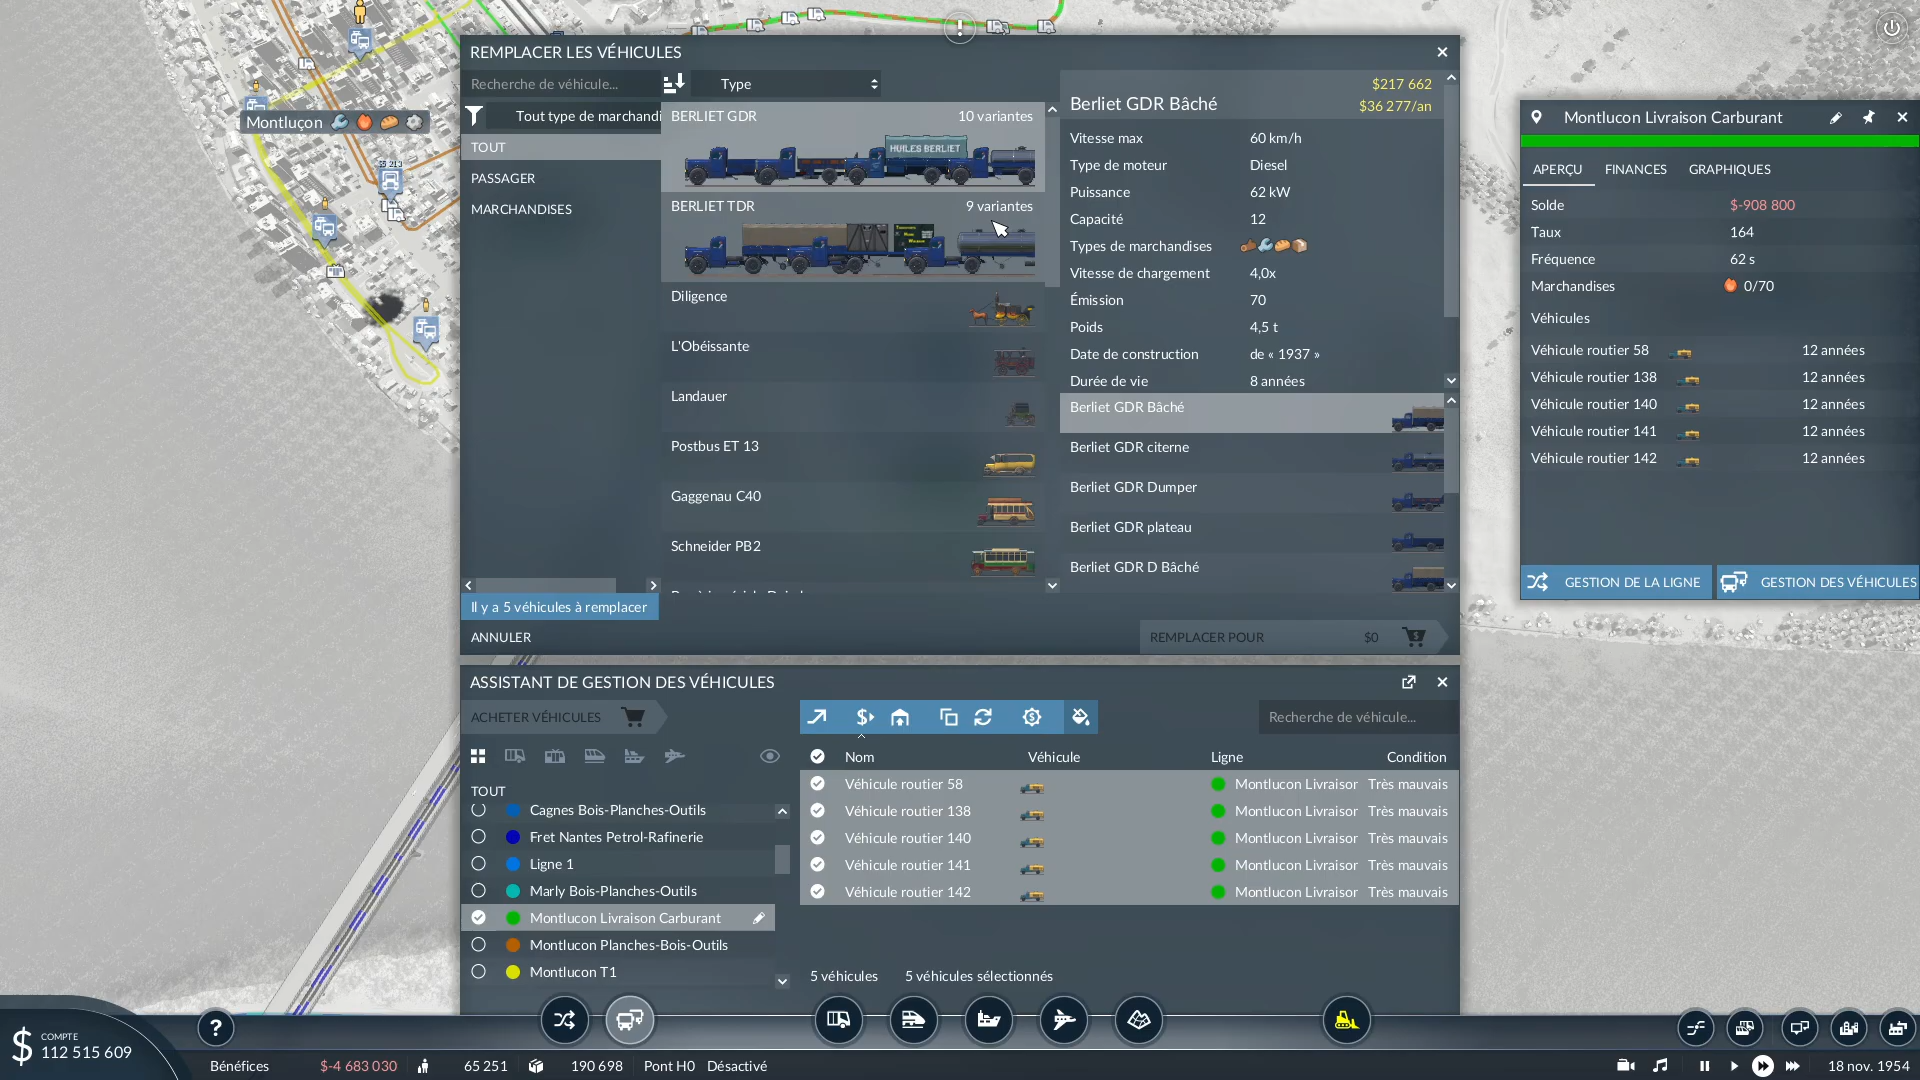 Montluçon
35 213
REMPLACER LES VÉHICULES
Recherche de véhicule...
Type
Tout type de marchandi
TOUT
PASSAGER
MARCHANDISES
BERLIET GDR
10 variantes
HUILES BERLIET
BERLIET TDR
9 variantes
Diligence
L'Obéissante
Landauer
Postbus ET 13
Gaggenau C40
Schneider PB2
Il y a 5 véhicules à remplacer
ANNULER
REMPLACER POUR
$0
Berliet GDR Bâché
$217 662
$36 277/an
Vitesse max 60 km/h
Type de moteur Diesel
Puissance 62 kW
Capacité 12
Types de marchandises
Vitesse de chargement 4,0x
Émission 70
Poids 4,5 t
Date de construction de « 1937 »
Durée de vie 8 années
Berliet GDR Bâché
Berliet GDR citerne
Berliet GDR Dumper
Berliet GDR plateau
Berliet GDR D Bâché
Montlucon Livraison Carburant
APERÇU FINANCES GRAPHIQUES
Solde $-908 800
Taux 164
Fréquence 62 s
Marchandises 0/70
Véhicules
Véhicule routier 58 12 années
Véhicule routier 138 12 années
Véhicule routier 140 12 années
Véhicule routier 141 12 années
Véhicule routier 142 12 années
GESTION DE LA LIGNE
GESTION DES VÉHICULES
ASSISTANT DE GESTION DES VÉHICULES
ACHETER VÉHICULES
Recherche de véhicule...
TOUT
Cagnes Bois-Planches-Outils
Fret Nantes Petrol-Rafinerie
Ligne 1
Marly Bois-Planches-Outils
Montlucon Livraison Carburant
Montlucon Planches-Bois-Outils
Montlucon T1
Nom Véhicule Ligne Condition
Véhicule routier 58 Montlucon Livraisor Très mauvais
Véhicule routier 138 Montlucon Livraisor Très mauvais
Véhicule routier 140 Montlucon Livraisor Très mauvais
Véhicule routier 141 Montlucon Livraisor Très mauvais
Véhicule routier 142 Montlucon Livraisor Très mauvais
5 véhicules 5 véhicules sélectionnés
?
$ COMPTE
112 515 609
Bénéfices $-4 683 030 65 251 190 698 Pont H0 Désactivé
18 nov. 1954